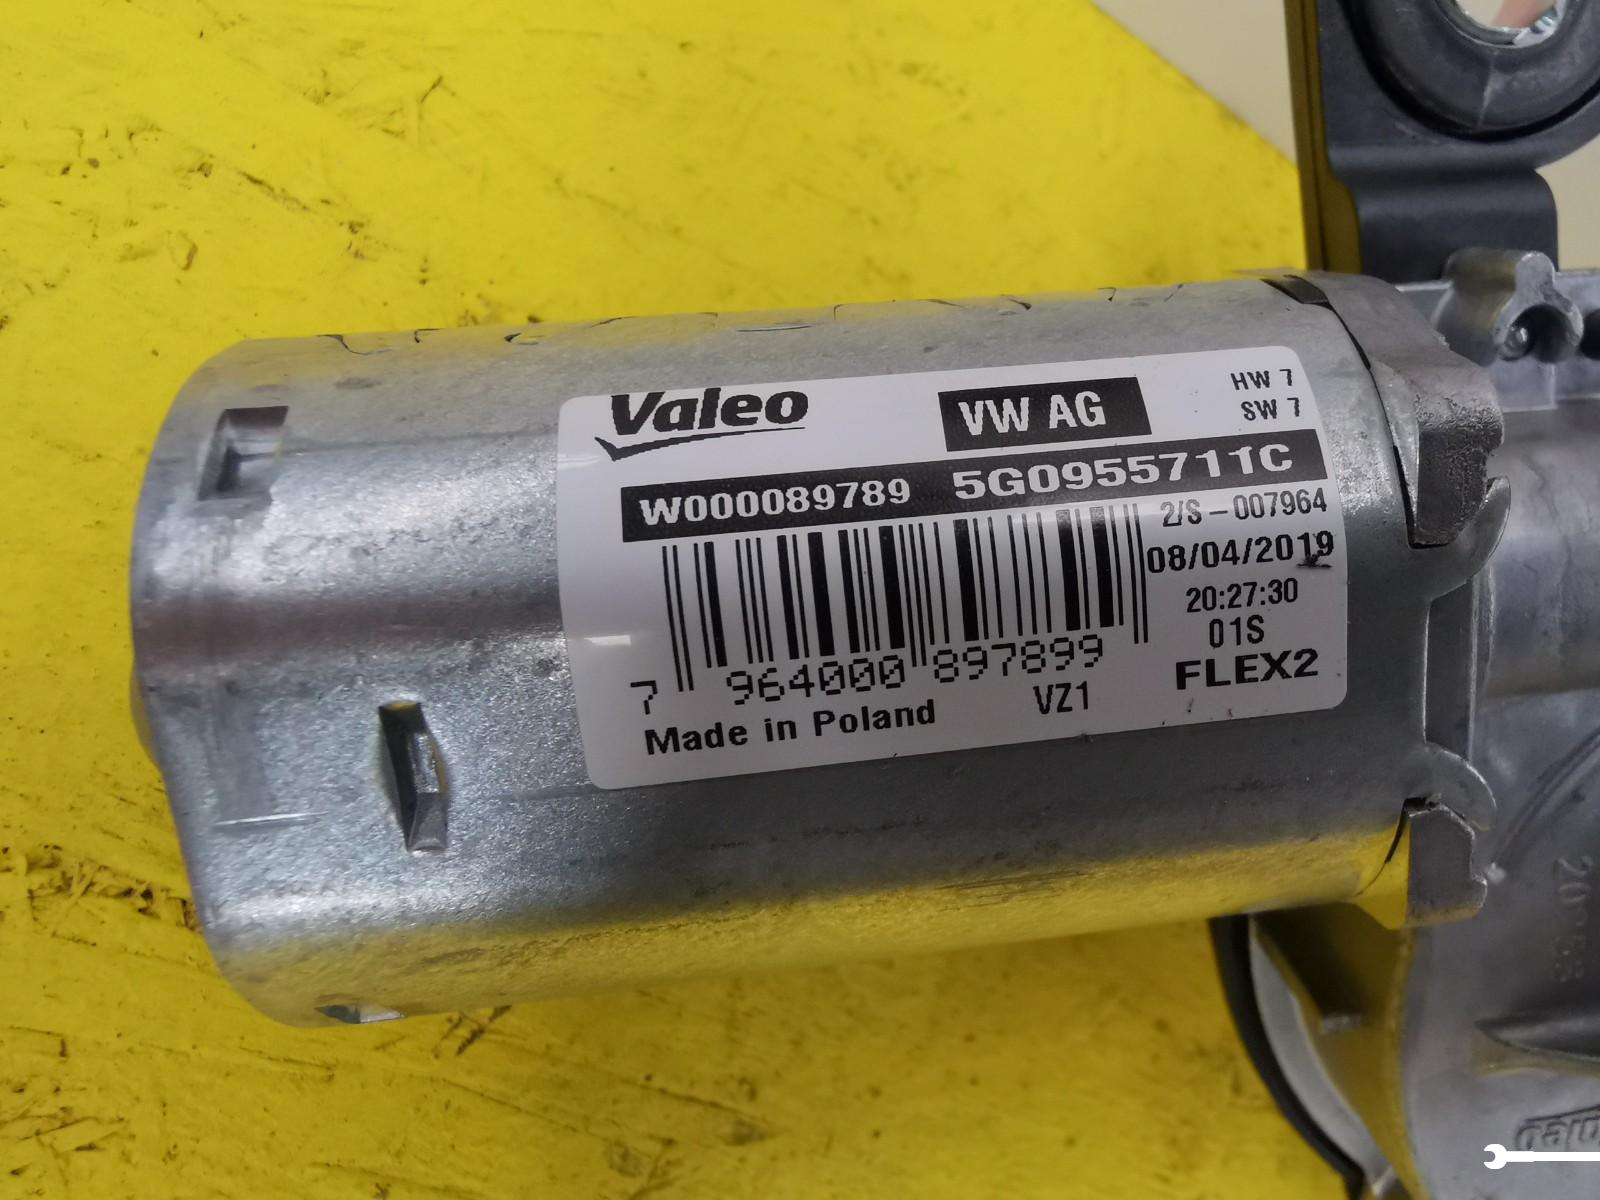 Valeo
VW AG
HW 7
SW 7
W000089789 5G0955711C
2/S-007964
08/04/2019
20:27:30
01S
FLEX2
7 964000 897899
Made in Poland
VZ1